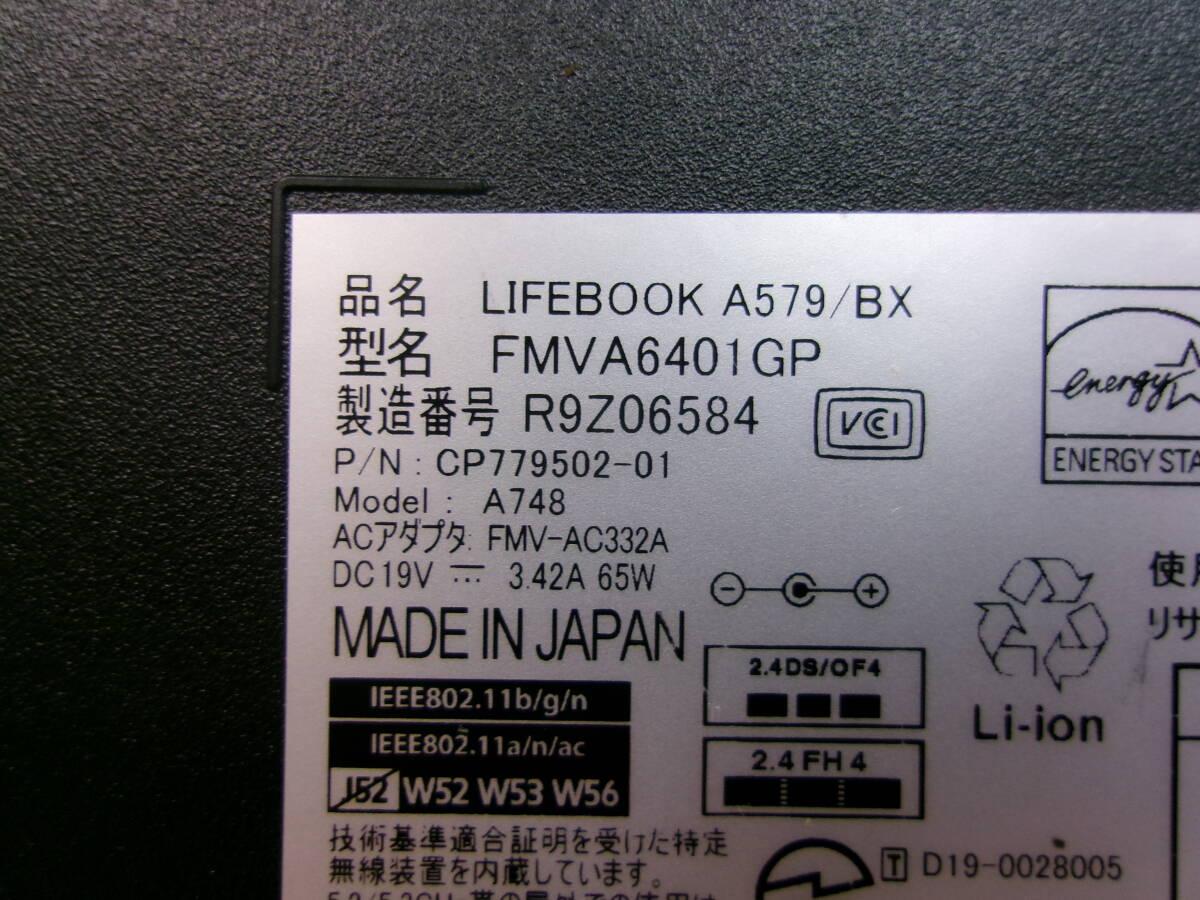 品名 LIFEBOOK A579/BX
型名 FMVA6401GP
製造番号 R9Z06584
VCCI
P/N : CP779502-01
Model : A748
ACアダプタ: FMV-AC332A
DC19V 3.42A 65W
MADE IN JAPAN
energy
ENERGY STA
使用
リサ
Li-ion
2.4DS/OF4
2.4FH4
IEEE802.11b/g/n
IEEE802.11a/n/ac
J52 W52 W53 W56
技術基準適合証明を受けた特定
無線装置を内蔵しています。
T D19-0028005